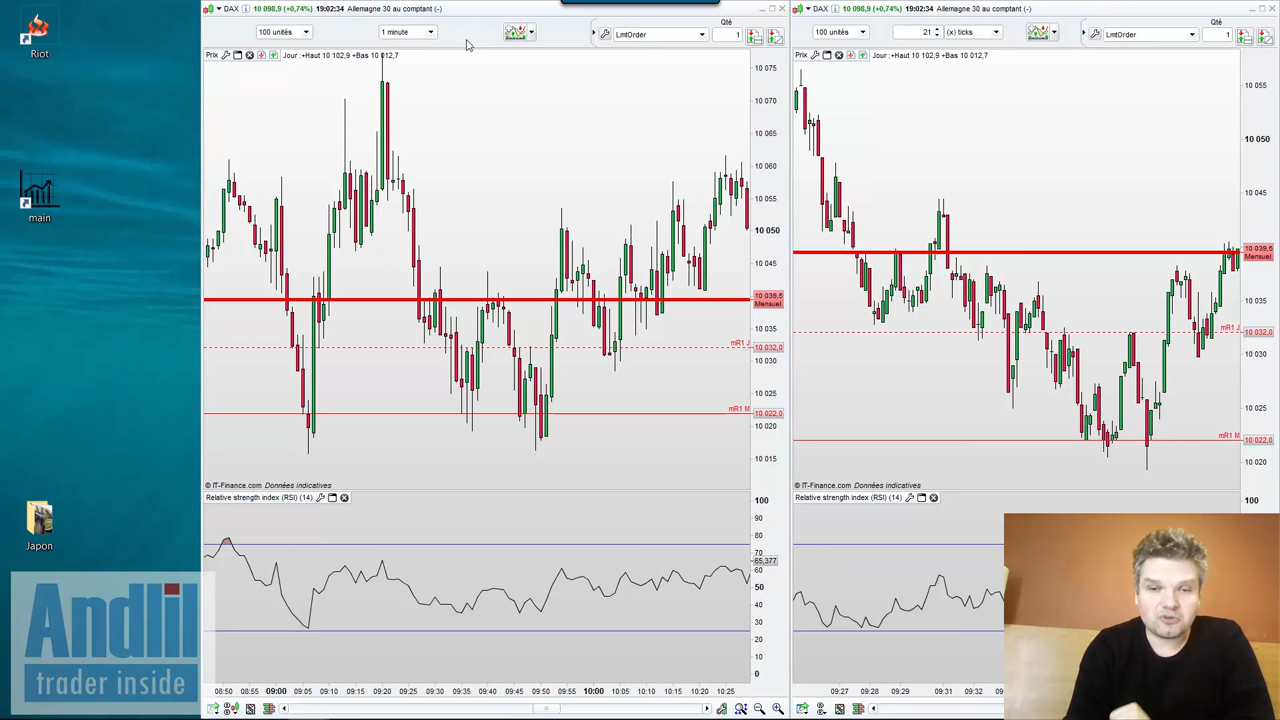 Riot
main
Japon
Andlil
trader inside
DAX 10 098,9 (+0,74%) 19:02:34 Allemagne 30 au comptant (-)
100 unités 1 minute LmtOrder Qté 1
Prix Jour :+Haut 10 102,9 +Bas 10 012,7
10 075
10 070
10 065
10 060
10 055
10 050
10 045
10 039,5
Mensuel
10 035
mR1 J 10 032,0
10 030
10 025
mR1 M 10 022,0
10 020
10 015
© IT-Finance.com Données indicatives
Relative strength index (RSI) (14)
100
90
80
70
65,377
60
50
40
30
20
10
0
08:50 08:55 09:00 09:05 09:10 09:15 09:20 09:25 09:30 09:35 09:40 09:45 09:50 09:55 10:00 10:05 10:10 10:15 10:20 10:25
DAX 10 098,9 (+0,74%) 19:02:34 Allemagne 30 au comptant (-)
100 unités 21 (x) ticks LmtOrder Qté 1
Prix Jour :+Haut 10 102,9 +Bas 10 012,7
10 055
10 050
10 045
10 039,5
Mensuel
10 035
mR1 J 10 032,0
10 030
10 025
mR1 M 10 022,0
10 020
© IT-Finance.com Données indicatives
Relative strength index (RSI) (14)
100
09:27 09:28 09:31 09:32